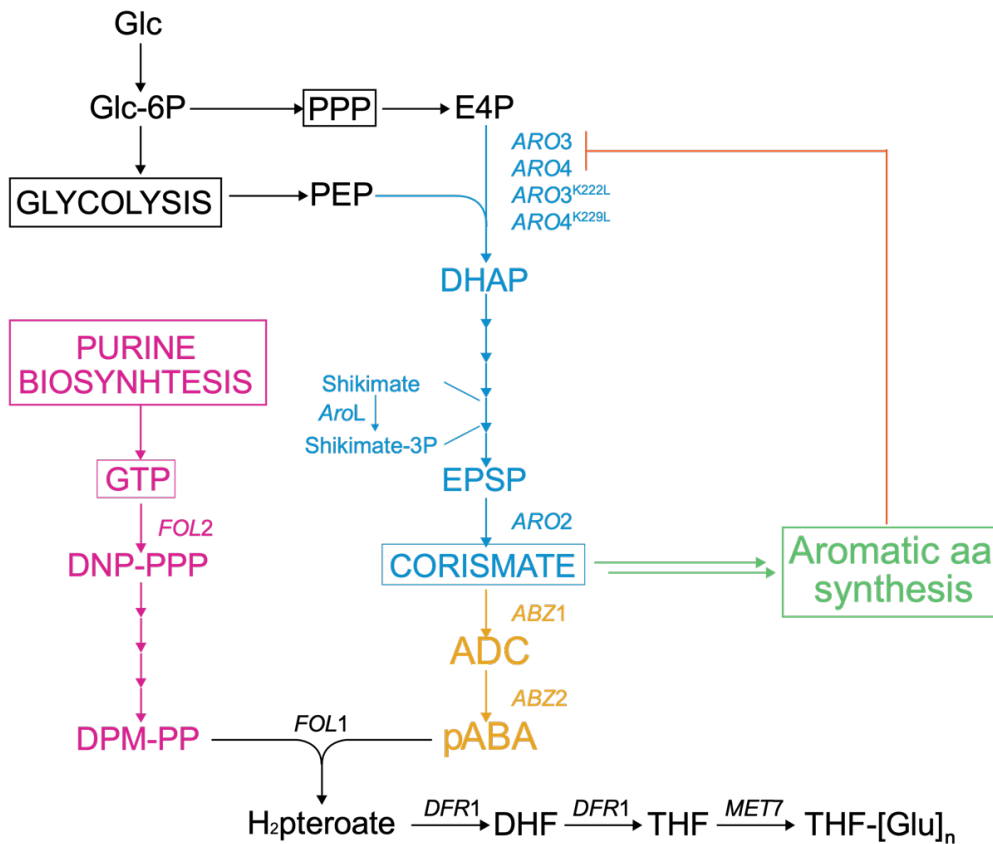 Glc
Glc-6P
PPP
E4P
ARO3
ARO4
ARO3K222L
ARO4K229L
GLYCOLYSIS
PEP
DHAP
PURINE
BIOSYNHTESIS
Shikimate
AroL
Shikimate-3P
GTP
EPSP
FOL2
ARO2
DNP-PPP
CORISMATE
Aromatic aa
synthesis
ABZ1
ADC
ABZ2
DPM-PP
FOL1
pABA
H2pteroate
DFR1
DHF
DFR1
THF
MET7
THF-[Glu]n